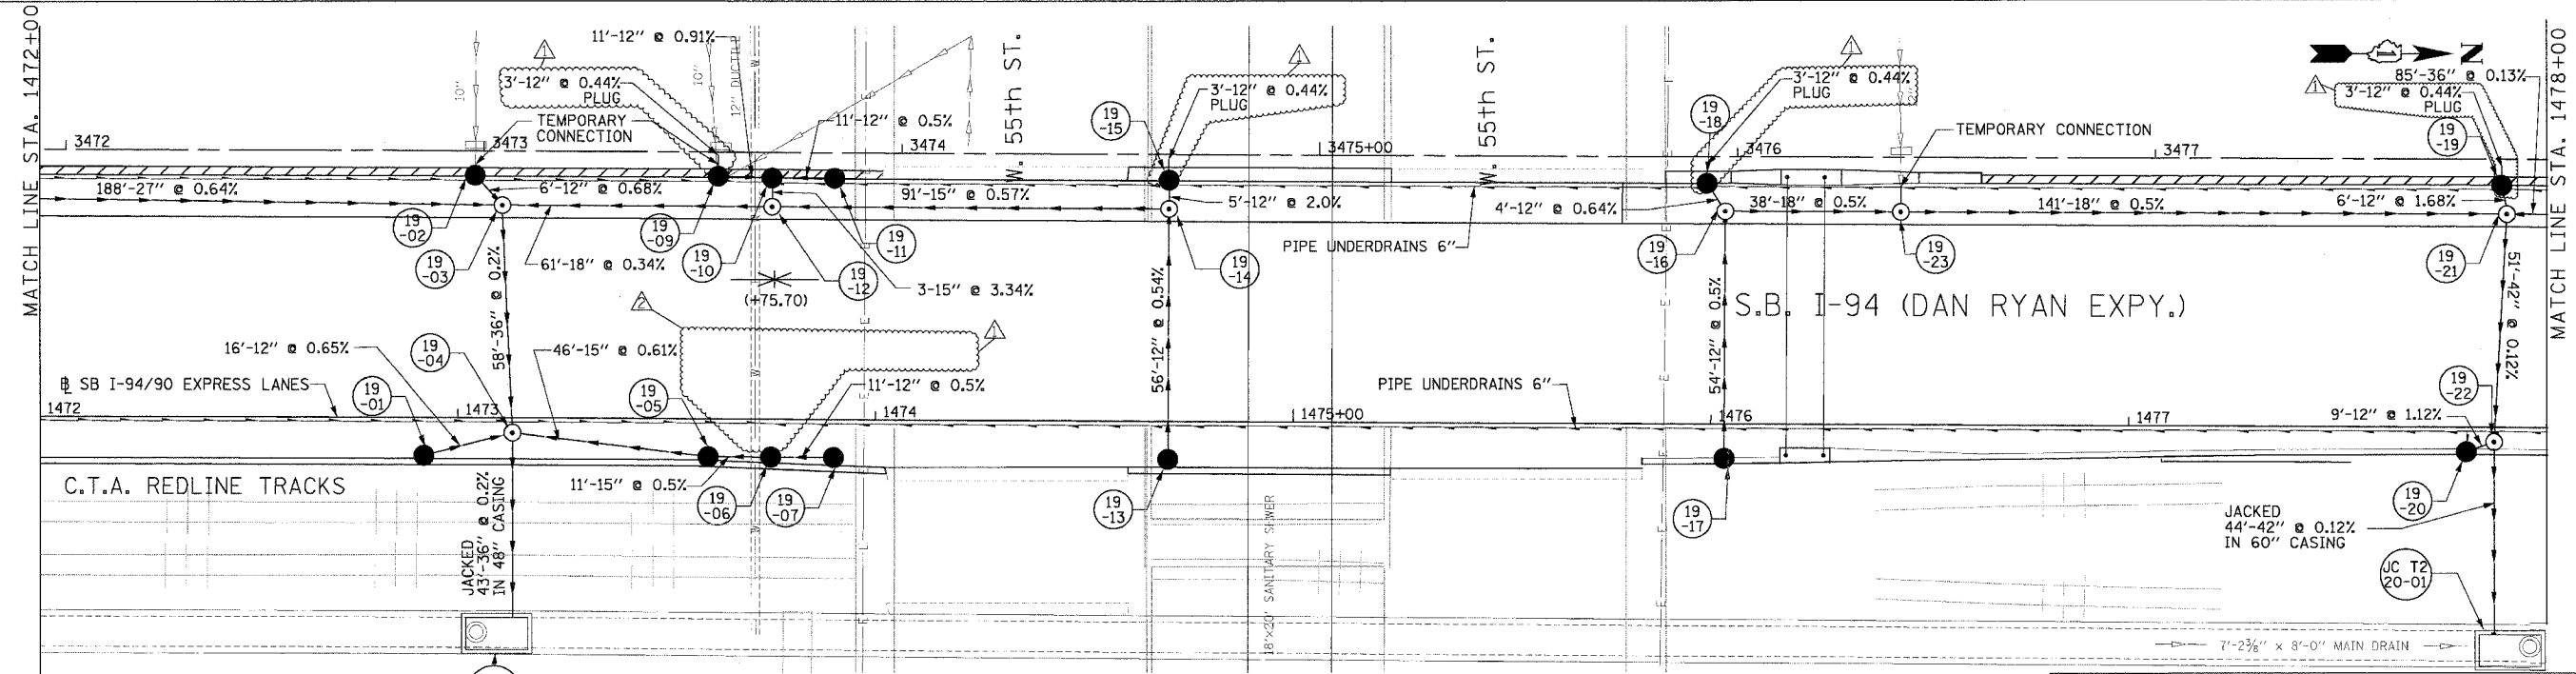 MATCH LINE STA. 1472+00
11'-12" @ 0.91%
1
3'-12" @ 0.44%
PLUG
10"
10"
12" DUCTILE
W
TEMPORARY
CONNECTION
11'-12" @ 0.5%
W. 55th ST.
1
3'-12" @ 0.44%
PLUG
19
-15
W. 55th ST.
1
3'-12" @ 0.44%
PLUG
19
-18
TEMPORARY CONNECTION
1
N
85'-36" @ 0.13%
1
3'-12" @ 0.44%
PLUG
19
-19
MATCH LINE STA. 1478+00
3472
3473
3474
3475+00
3476
3477
188'-27" @ 0.64%
6'-12" @ 0.68%
91'-15" @ 0.57%
5'-12" @ 2.0%
4'-12" @ 0.64%
38'-18" @ 0.5%
141'-18" @ 0.5%
6'-12" @ 1.68%
19
-02
19
-03
19
-09
19
-10
19
-11
19
-12
19
-14
19
-16
19
-23
19
-21
PIPE UNDERDRAINS 6"
61'-18" @ 0.34%
3-15" @ 3.34%
(+75.70)
58'-36" @ 0.2%
56'-12" @ 0.54%
54'-12" @ 0.5%
51'-42" @ 0.12%
S.B. I-94 (DAN RYAN EXPY.)
2
1
16'-12" @ 0.65%
19
-04
46'-15" @ 0.61%
11'-12" @ 0.5%
PIPE UNDERDRAINS 6"
B SB I-94/90 EXPRESS LANES
19
-01
19
-05
19
-22
9'-12" @ 1.12%
1472
1473
1474
1475+00
1476
1477
C.T.A. REDLINE TRACKS
11'-15" @ 0.5%
19
-06
19
-07
19
-13
19
-17
19
-20
JACKED
43'-36" @ 0.2%
IN 48" CASING
18'x20' SANITARY SEWER
JACKED
44'-42" @ 0.12%
IN 60" CASING
JC T2
20-01
7'-2⅜" x 8'-0" MAIN DRAIN